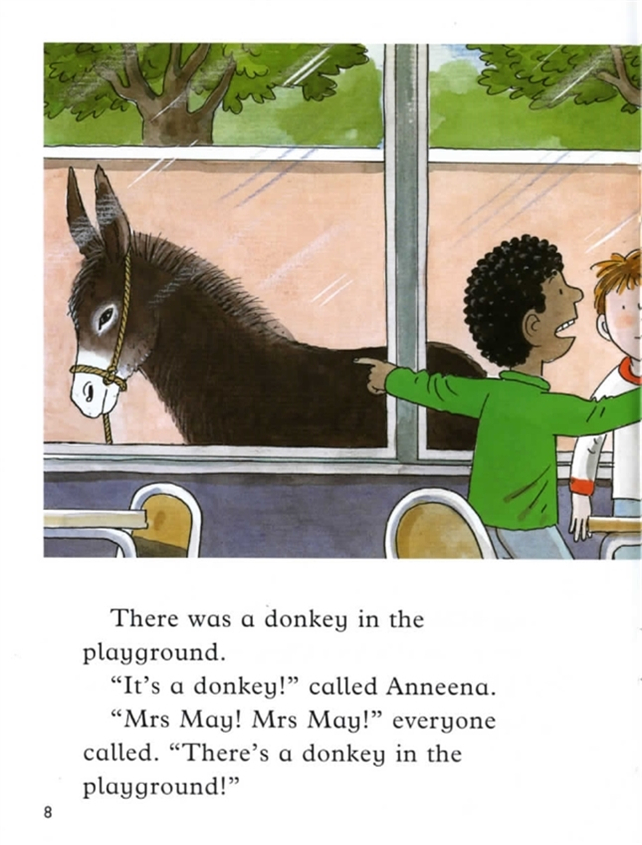 There was a donkey in the
playground.
“It’s a donkey!” called Anneena.
“Mrs May! Mrs May!” everyone
called. “There’s a donkey in the
playground!”
8